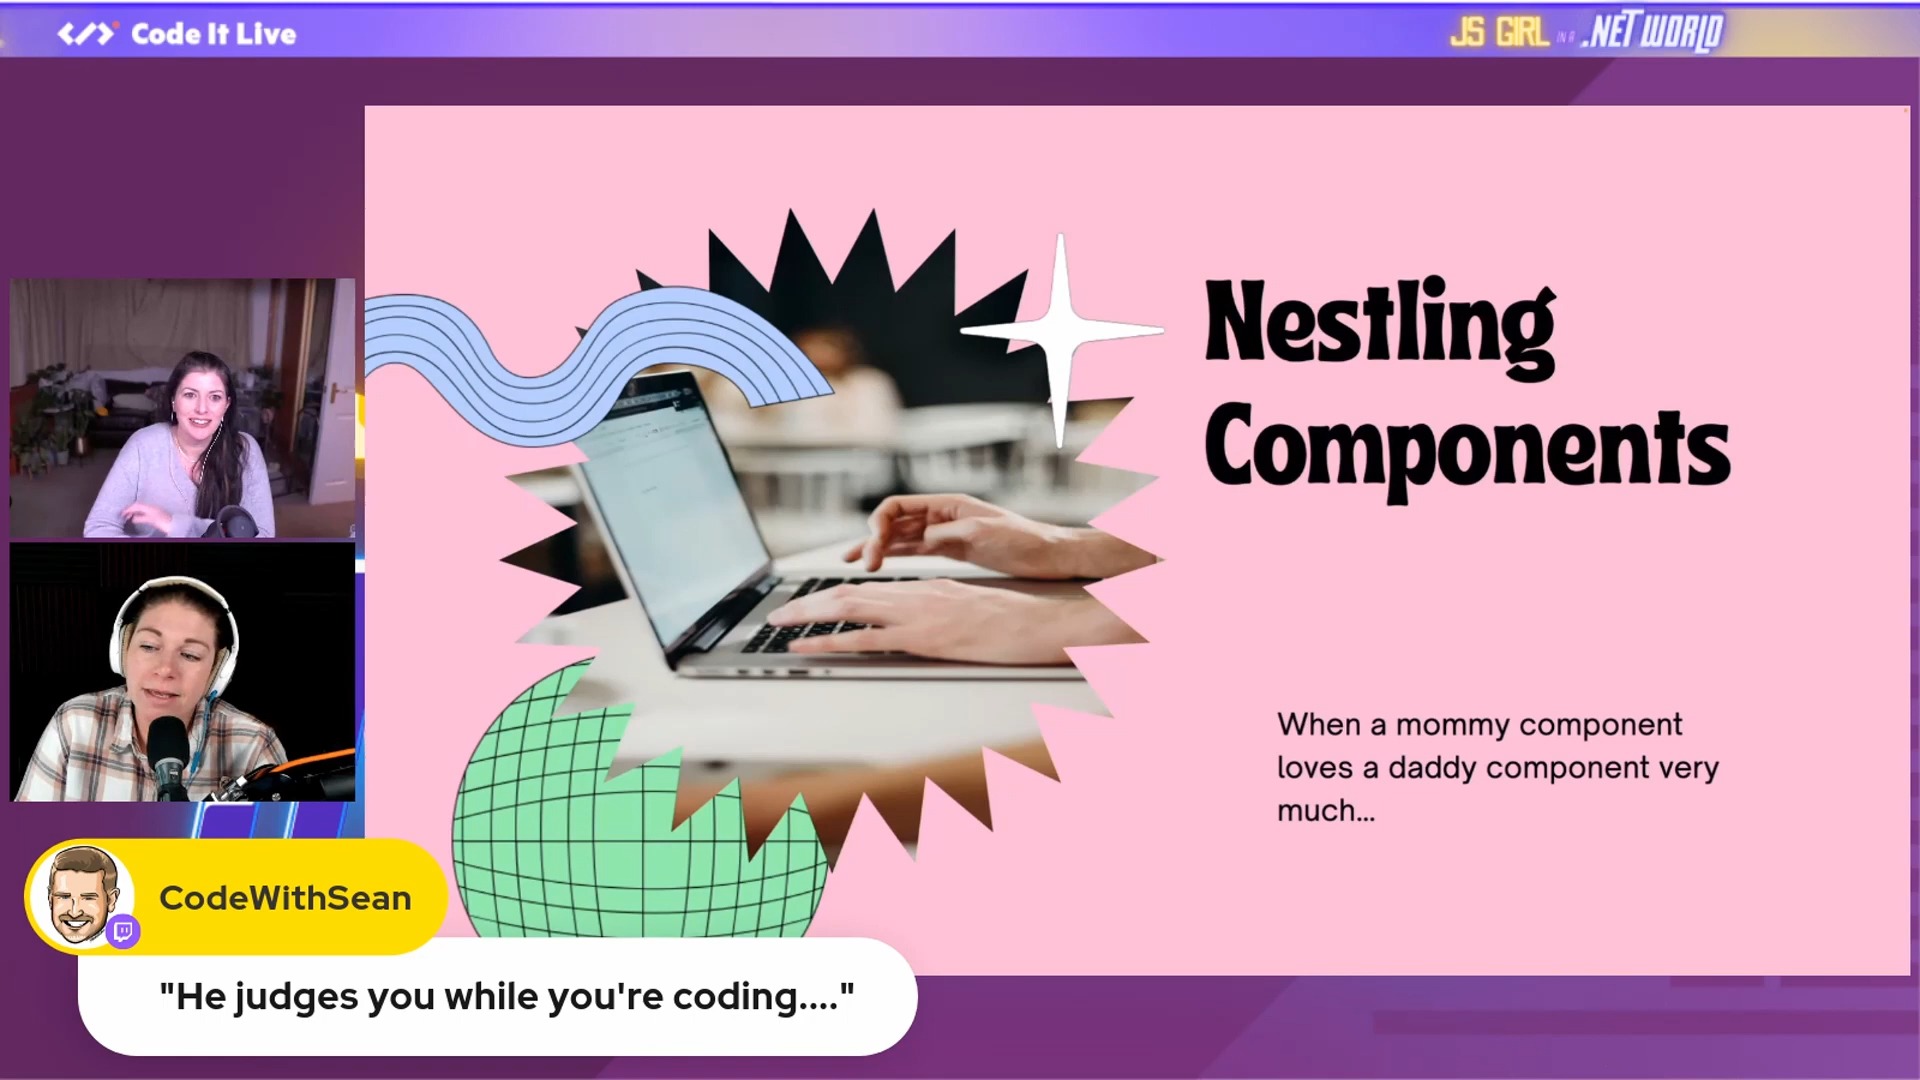 </> Code It Live
JS GIRL IN A .NET WORLD
Nestling
Components
When a mommy component
loves a daddy component very
much...
CodeWithSean
"He judges you while you're coding...."